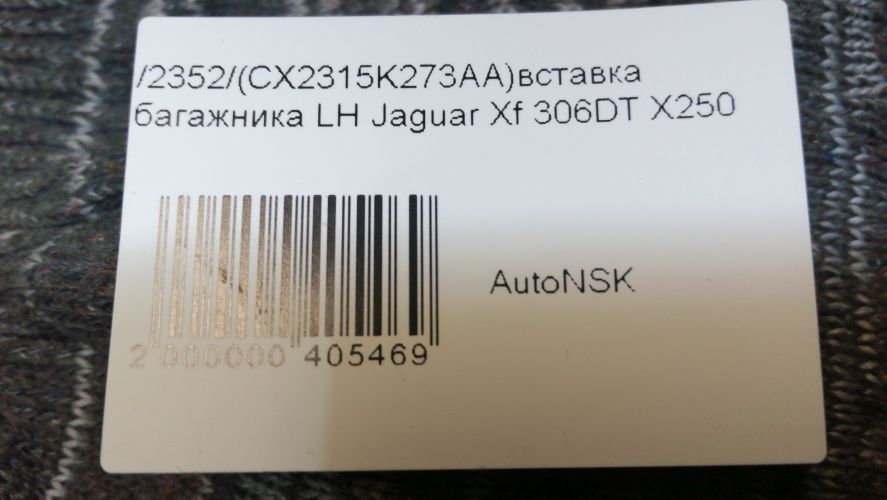 /2352/(CX2315K273AA)вставка
багажника LH Jaguar Xf 306DT X250
AutoNSK
2 000000 405469